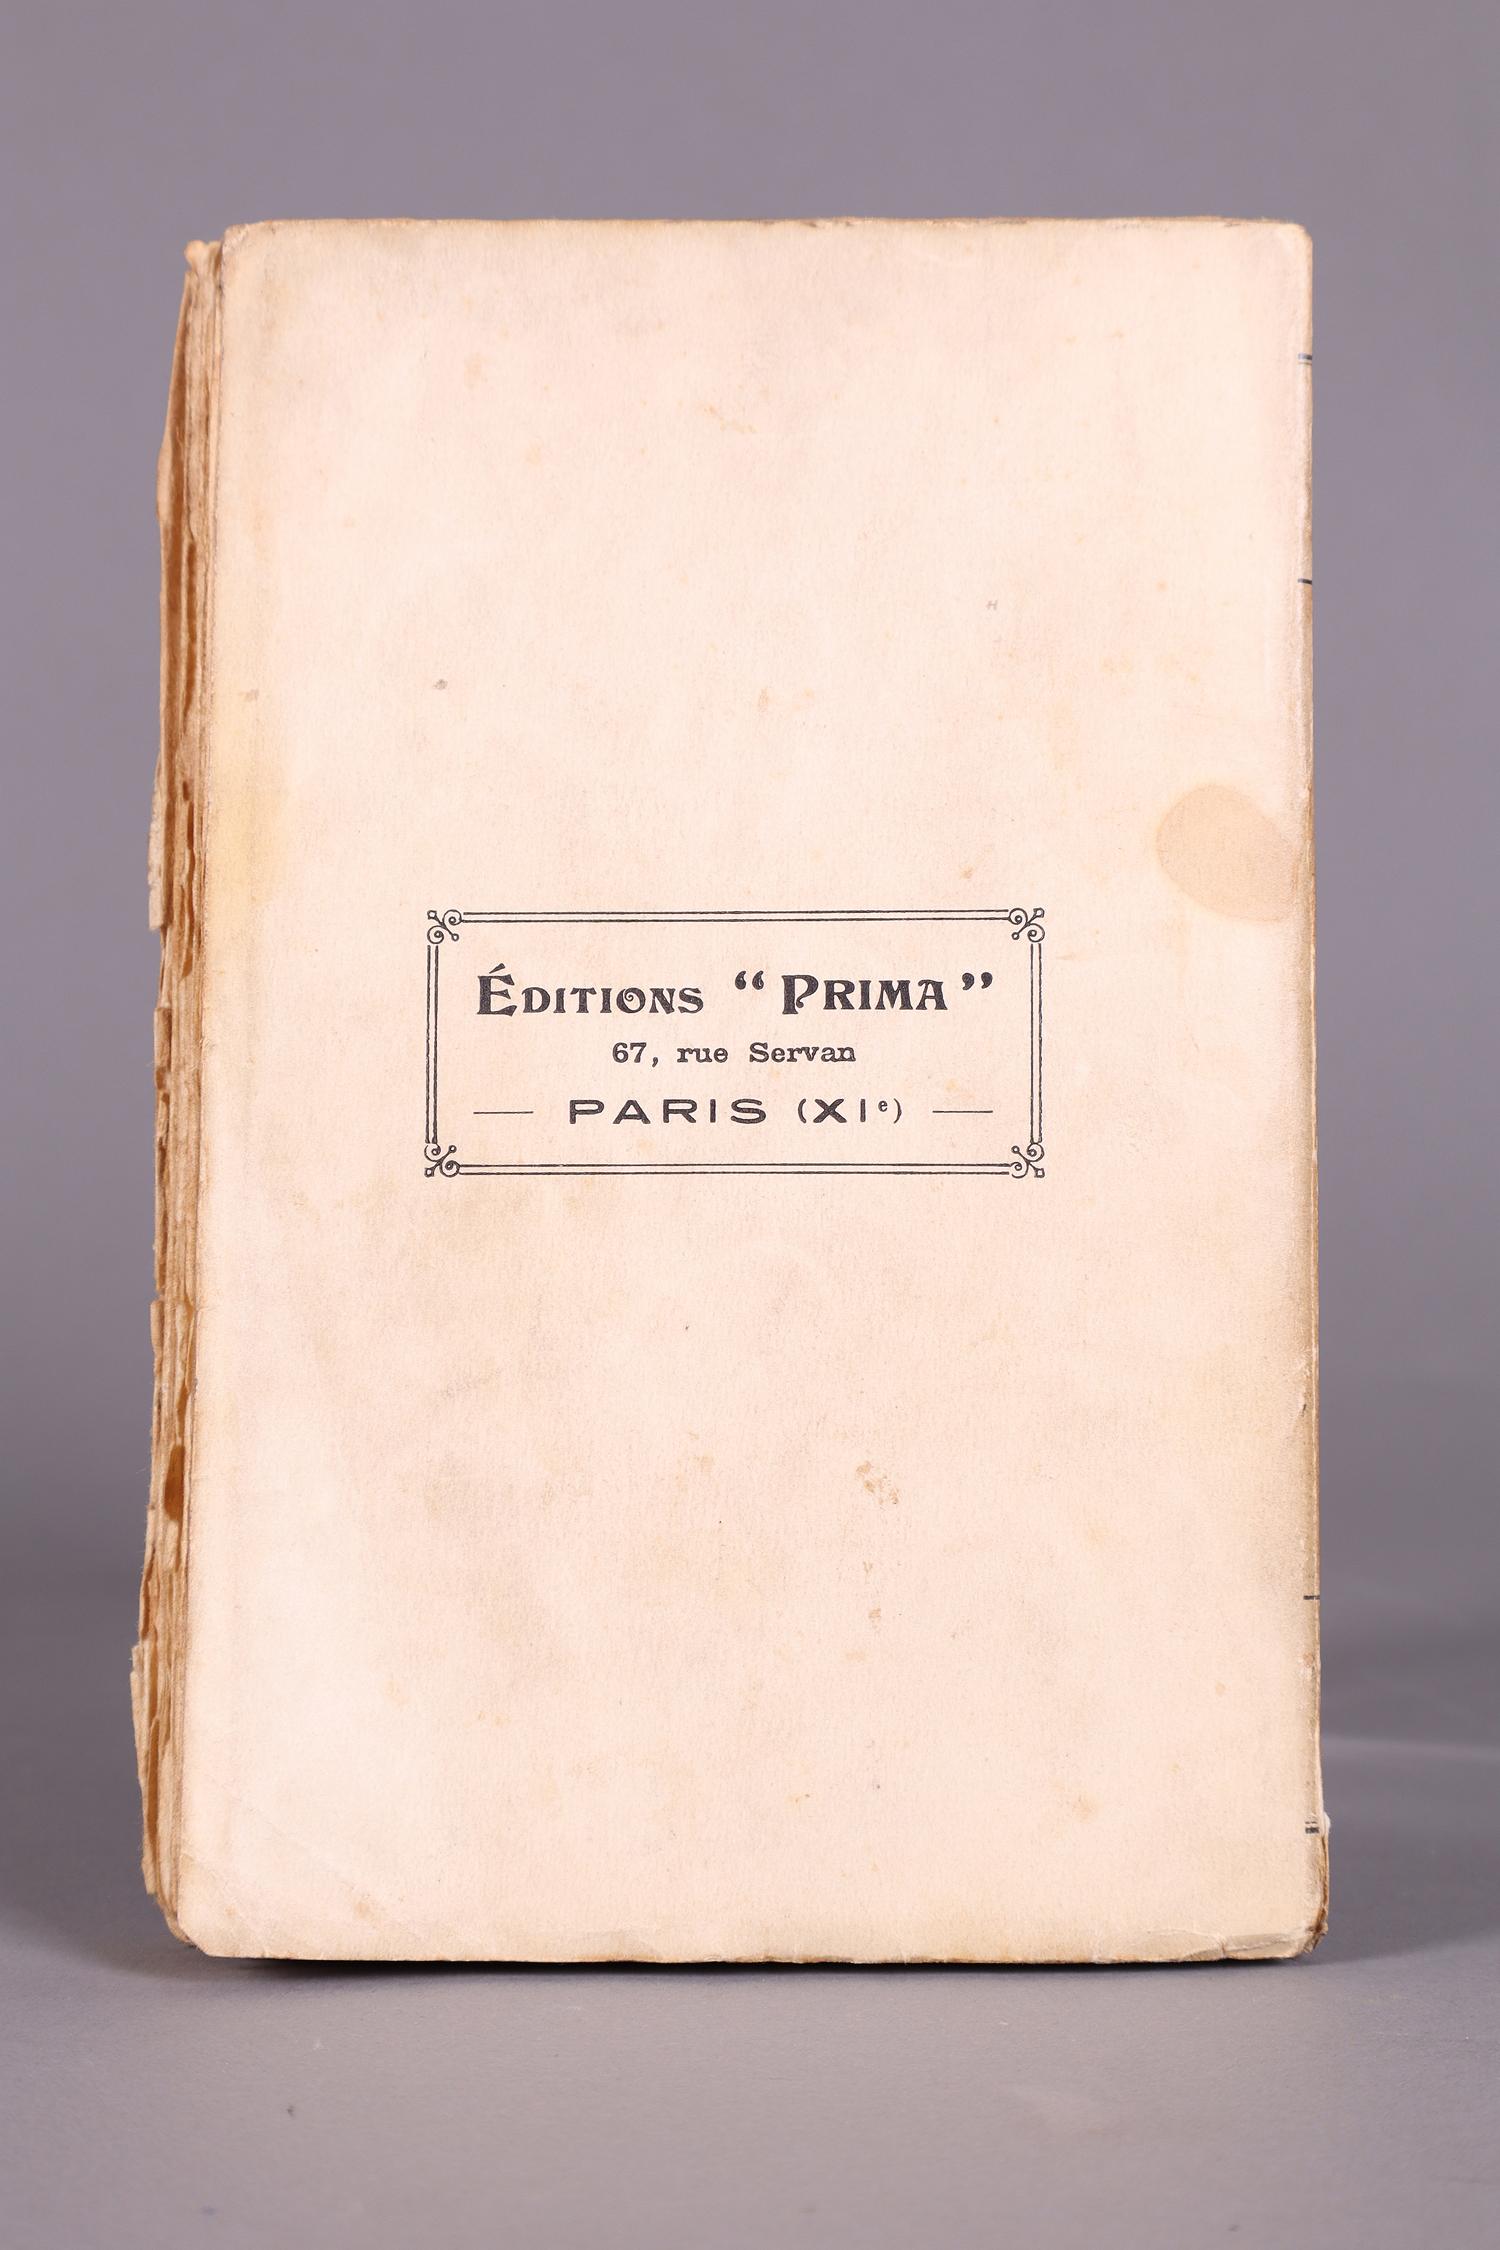 ÉDITIONS “PRIMA”
67, rue Servan
— PARIS (XIe) —